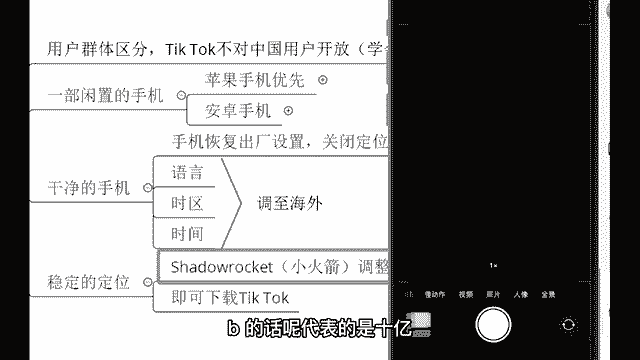 用户群体区分，Tik Tok不对中国用户开放（学会
一部闲置的手机
苹果手机优先
安卓手机
手机恢复出厂设置，关闭定位
干净的手机
语言
时区
时间
调至海外
稳定的定位
Shadowrocket（小火箭）调整
即可下载Tik Tok
1×
慢动作 视频 照片 人像 全景
b 的话呢代表的是十亿